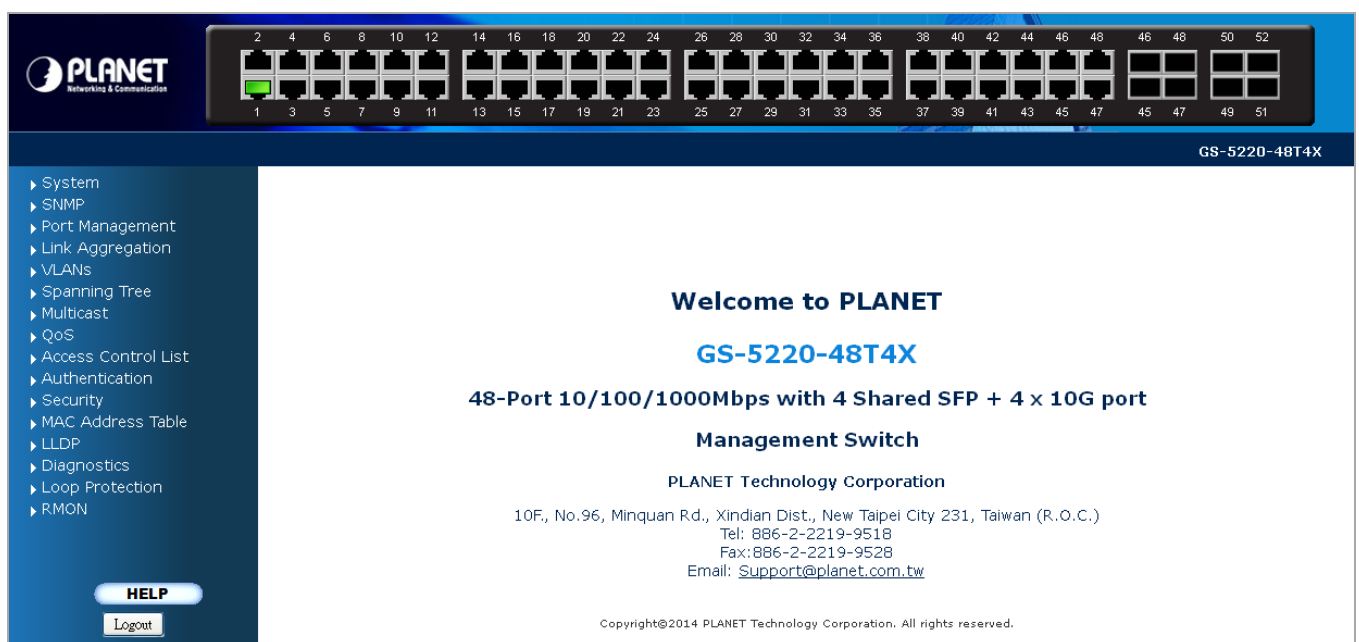 2 4 6 8 10 12 14 16 18 20 22 24 26 28 30 32 34 36 38 40 42 44 46 48 46 48 50 52
PLANET
Networking & Communication
1 3 5 7 9 11 13 15 17 19 21 23 25 27 29 31 33 35 37 39 41 43 45 47 45 47 49 51
GS-5220-48T4X
System
SNMP
Port Management
Link Aggregation
VLANs
Spanning Tree
Multicast
QoS
Access Control List
Authentication
Security
MAC Address Table
LLDP
Diagnostics
Loop Protection
RMON
HELP
Logout
Welcome to PLANET
GS-5220-48T4X
48-Port 10/100/1000Mbps with 4 Shared SFP + 4 x 10G port
Management Switch
PLANET Technology Corporation
10F., No.96, Minquan Rd., Xindian Dist., New Taipei City 231, Taiwan (R.O.C.)
Tel: 886-2-2219-9518
Fax:886-2-2219-9528
Email: Support@planet.com.tw
Copyright©2014 PLANET Technology Corporation. All rights reserved.